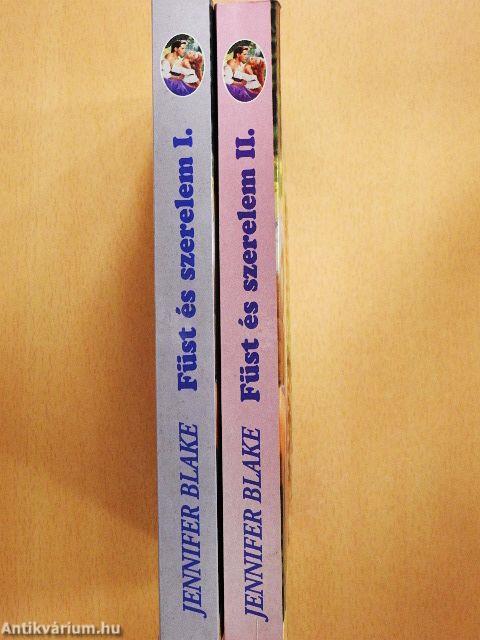 JENNIFER BLAKE Füst és szerelem I.
JENNIFER BLAKE Füst és szerelem II.
Antikvárium.hu